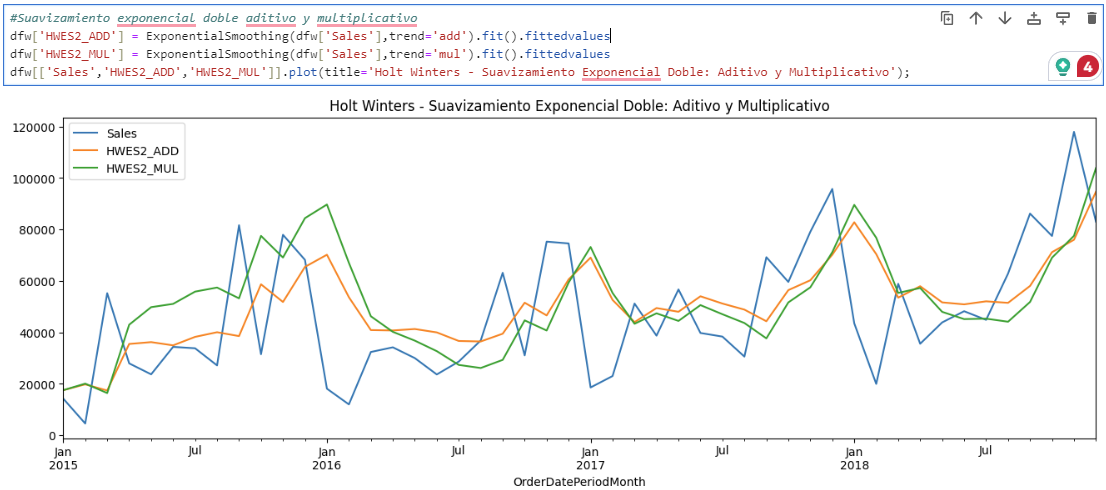 #Suavizamiento exponencial doble aditivo y multiplicativo
dfw['HWES2_ADD'] = ExponentialSmoothing(dfw['Sales'],trend='add').fit().fittedvalues
dfw['HWES2_MUL'] = ExponentialSmoothing(dfw['Sales'],trend='mul').fit().fittedvalues
dfw[['Sales','HWES2_ADD','HWES2_MUL']].plot(title='Holt Winters - Suavizamiento Exponencial Doble: Aditivo y Multiplicativo');
4
Holt Winters - Suavizamiento Exponencial Doble: Aditivo y Multiplicativo
Sales
HWES2_ADD
HWES2_MUL
120000
100000
80000
60000
40000
20000
0
Jan Jul Jan Jul Jan Jul Jan Jul
2015 2016 2017 2018
OrderDatePeriodMonth